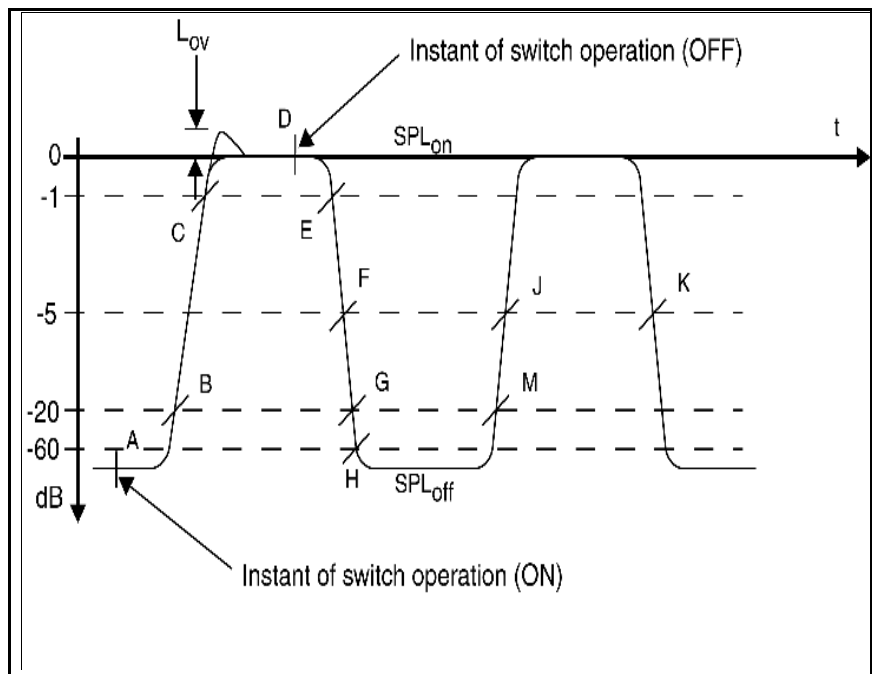 Lov
Instant of switch operation (OFF)
D
t
SPLon
0
-1
C
E
F
J
K
-5
B
G
M
-20
A
-60
H
SPLoff
dB
Instant of switch operation (ON)